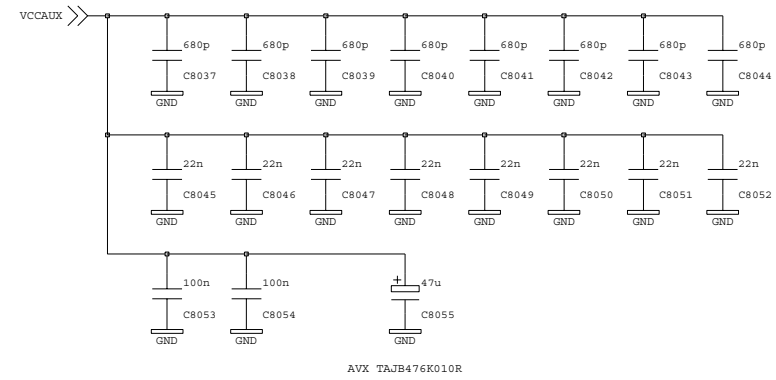 VCCAUX
680p 680p 680p 680p 680p 680p 680p 680p
C8037 C8038 C8039 C8040 C8041 C8042 C8043 C8044
GND GND GND GND GND GND GND GND
22n 22n 22n 22n 22n 22n 22n 22n
C8045 C8046 C8047 C8048 C8049 C8050 C8051 C8052
GND GND GND GND GND GND GND GND
100n 100n + 47u
C8053 C8054 C8055
GND GND GND
AVX TAJB476K010R